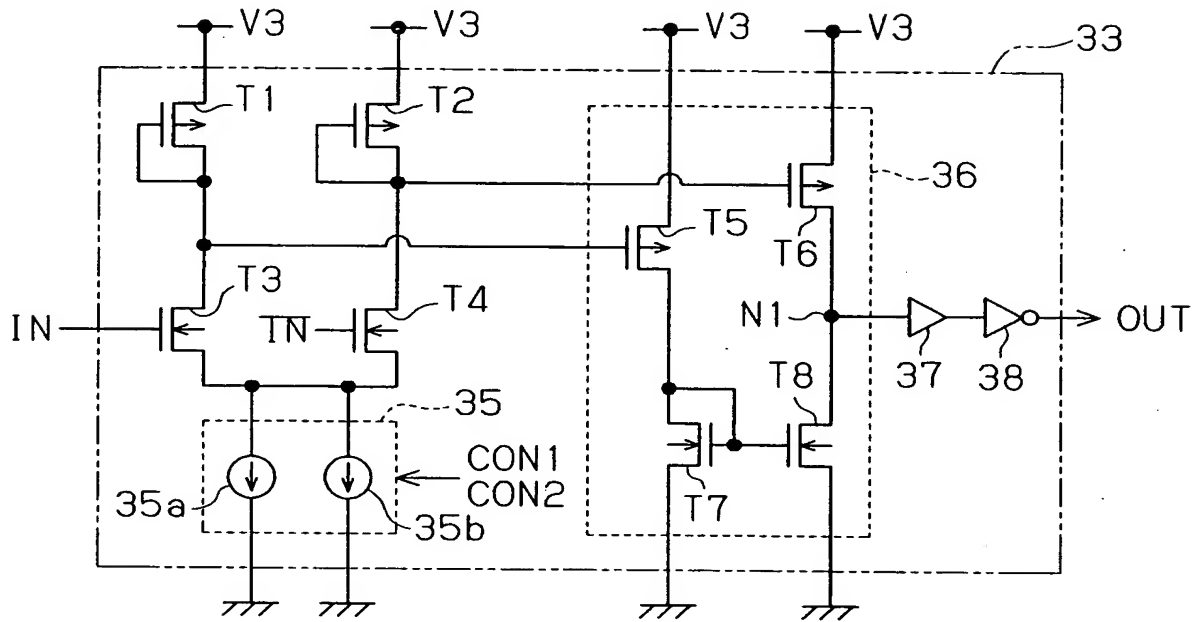 V3
V3
V3
V3
33
T1
T2
36
T5
T6
T3
T4
IN
I̅N̅
N1
OUT
37
38
T8
35
CON1
CON2
35a
35b
T7